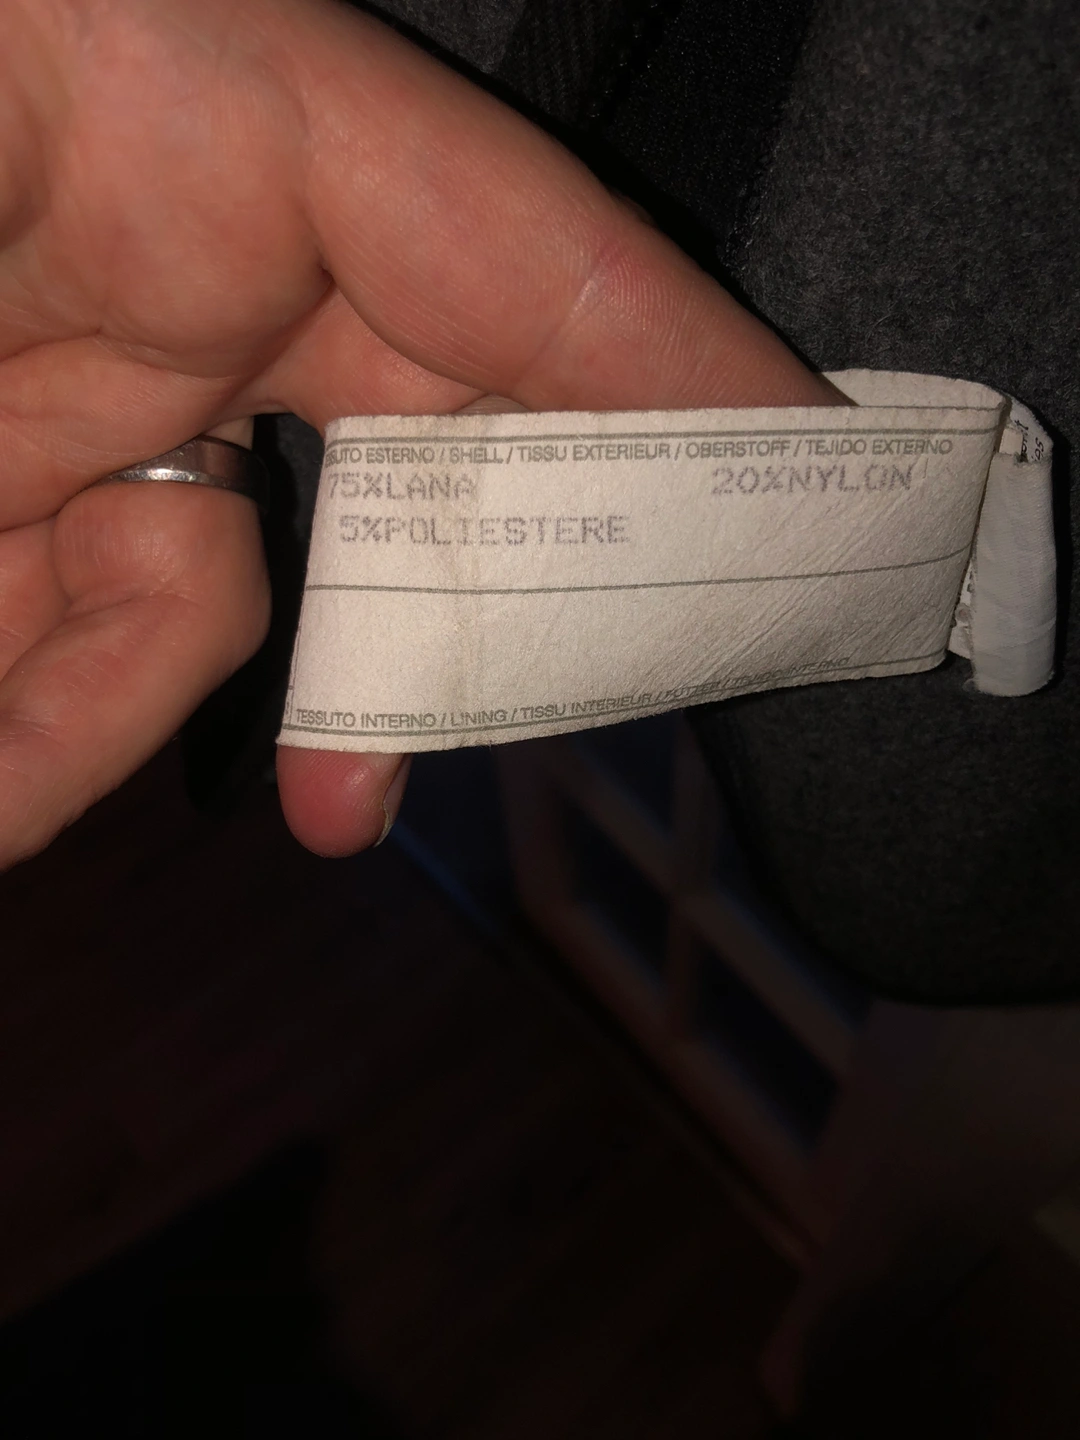 SSUTO ESTERNO / SHELL / TISSU EXTERIEUR / OBERSTOFF / TEJIDO EXTERNO
75%LANA 20%NYLON
5%POLIESTERE
TESSUTO INTERNO / LINING / TISSU INTERIEUR / FUTTER / TEJIDO INTERNO